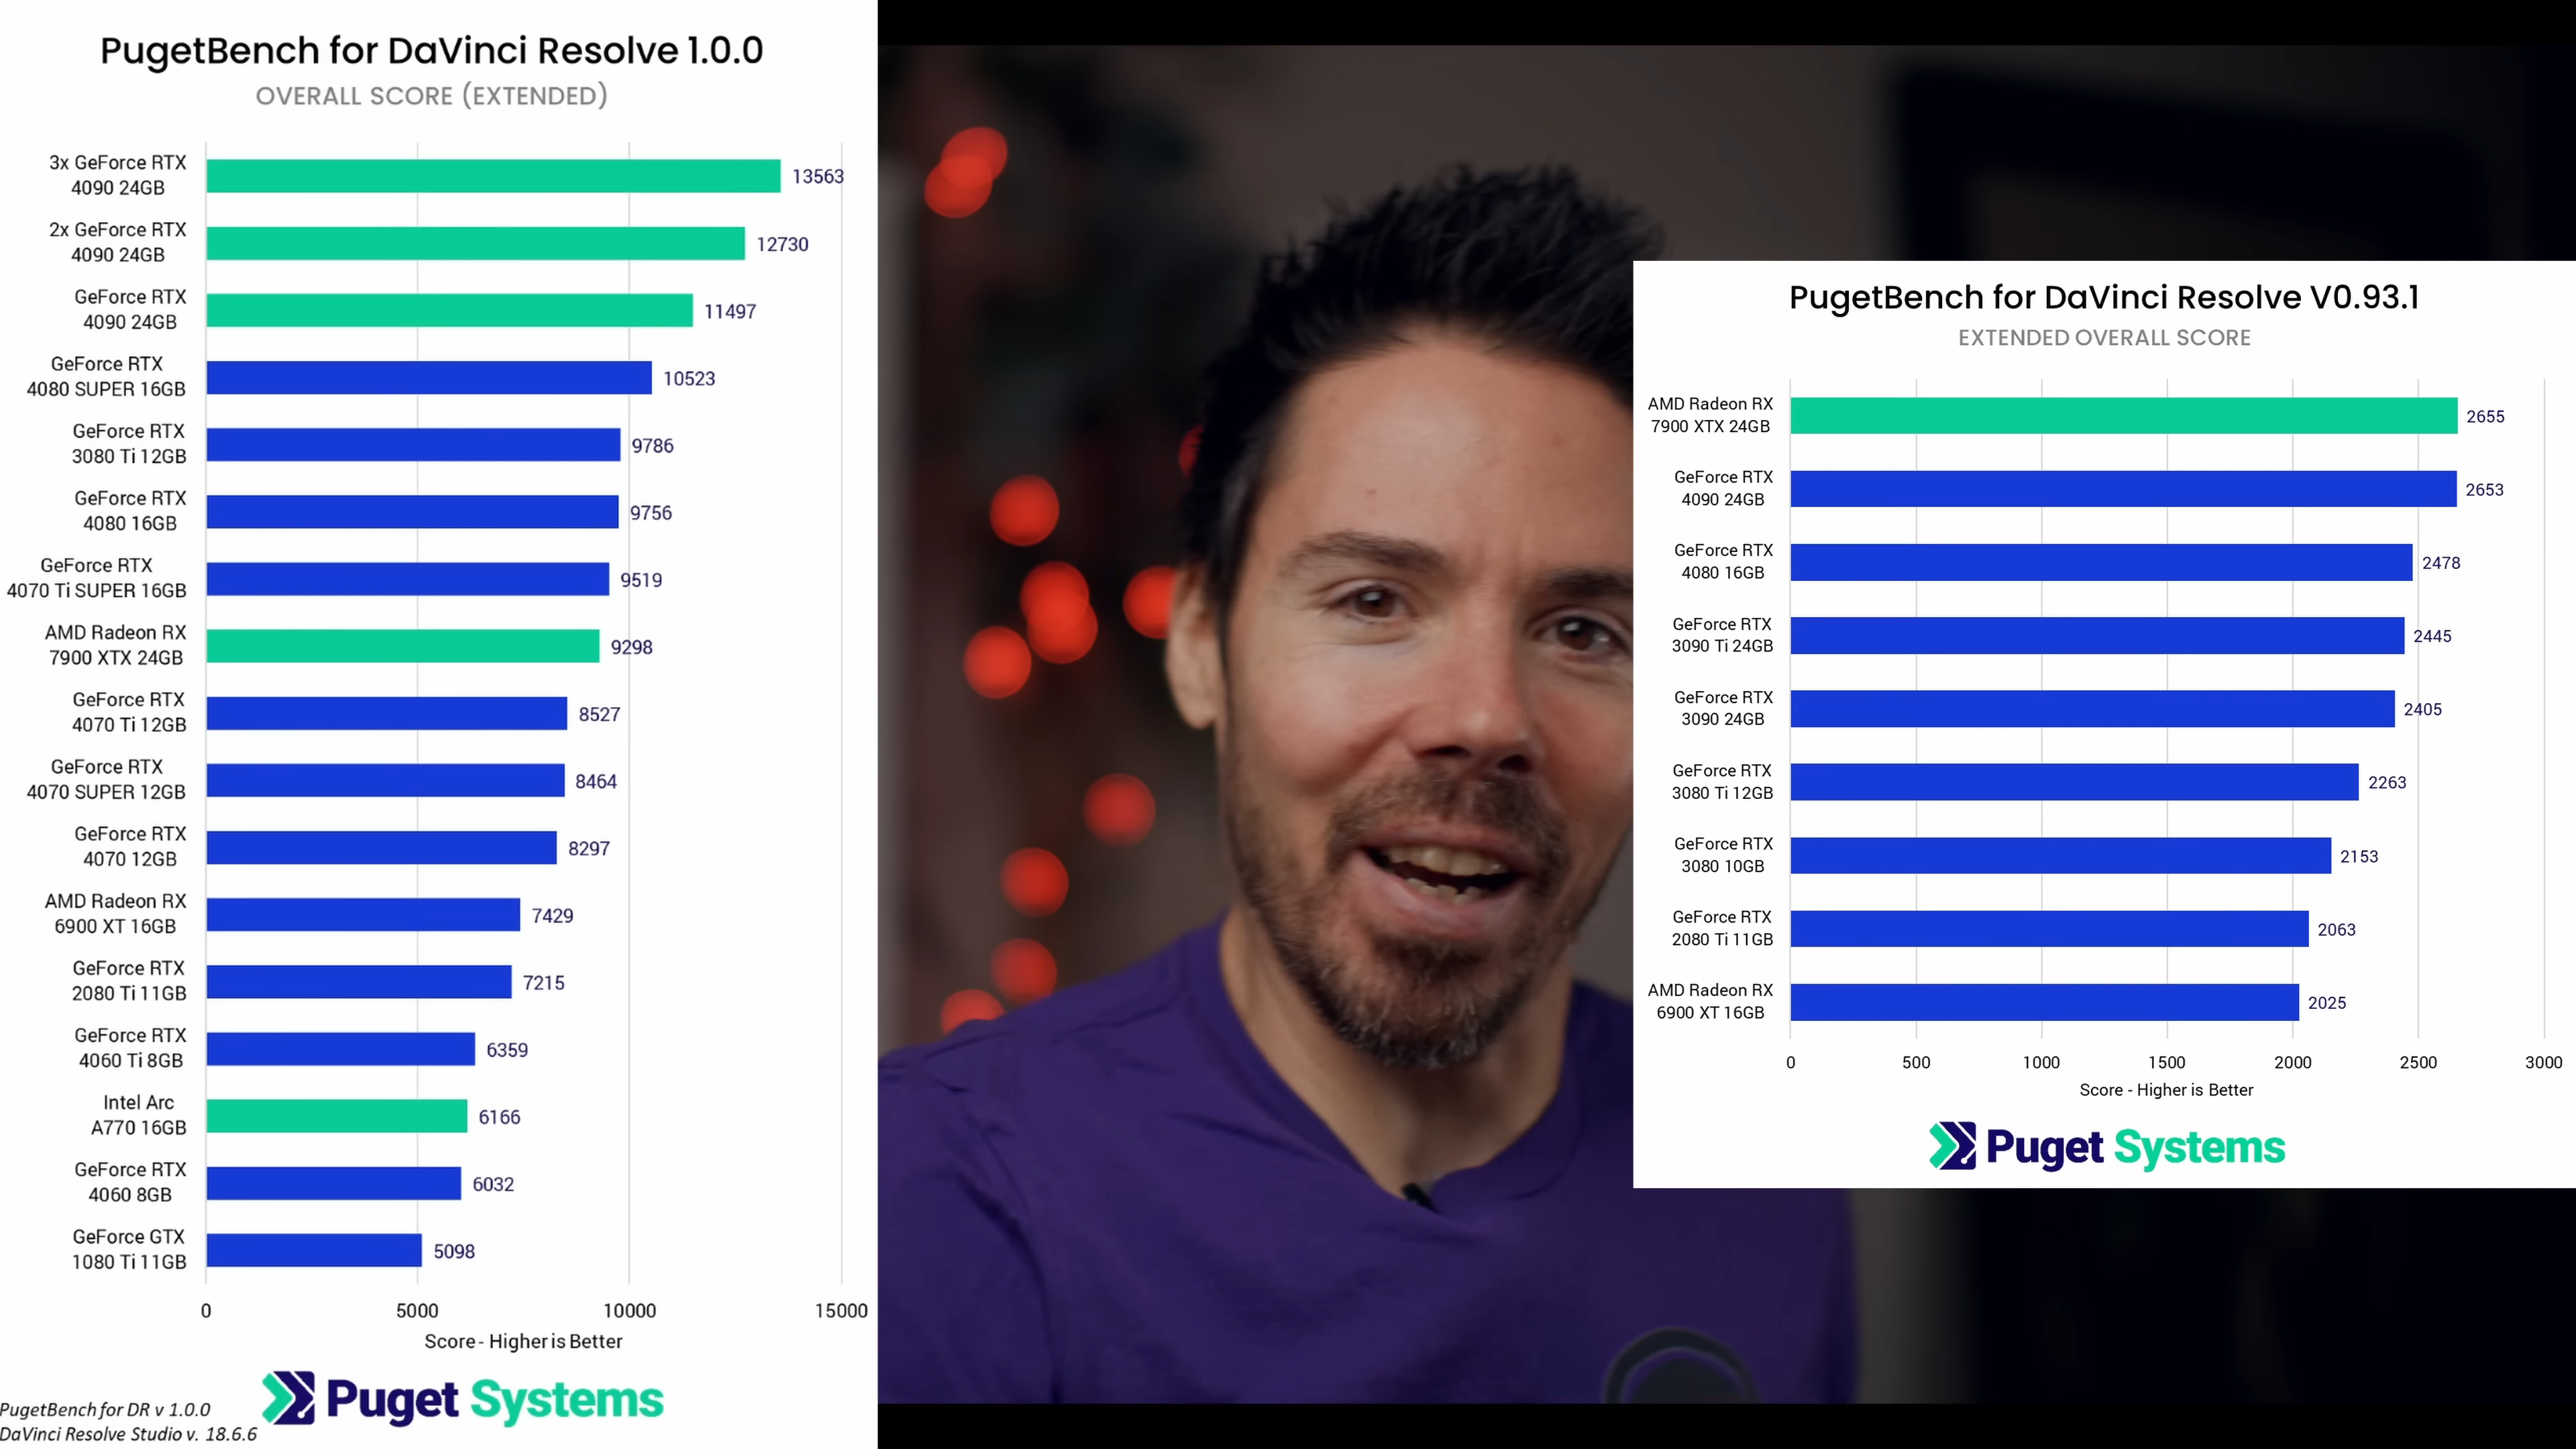 PugetBench for DaVinci Resolve 1.0.0
OVERALL SCORE (EXTENDED)
3x GeForce RTX
4090 24GB
13563
2x GeForce RTX
4090 24GB
12730
GeForce RTX
4090 24GB
11497
GeForce RTX
4080 SUPER 16GB
10523
GeForce RTX
3080 Ti 12GB
9786
GeForce RTX
4080 16GB
9756
GeForce RTX
4070 Ti SUPER 16GB
9519
AMD Radeon RX
7900 XTX 24GB
9298
GeForce RTX
4070 Ti 12GB
8527
GeForce RTX
4070 SUPER 12GB
8464
GeForce RTX
4070 12GB
8297
AMD Radeon RX
6900 XT 16GB
7429
GeForce RTX
2080 Ti 11GB
7215
GeForce RTX
4060 Ti 8GB
6359
Intel Arc
A770 16GB
6166
GeForce RTX
4060 8GB
6032
GeForce GTX
1080 Ti 11GB
5098
0 5000 10000 15000
Score - Higher is Better
Puget Systems
PugetBench for DR v 1.0.0
DaVinci Resolve Studio v. 18.6.6
PugetBench for DaVinci Resolve V0.93.1
EXTENDED OVERALL SCORE
AMD Radeon RX
7900 XTX 24GB
2655
GeForce RTX
4090 24GB
2653
GeForce RTX
4080 16GB
2478
GeForce RTX
3090 Ti 24GB
2445
GeForce RTX
3090 24GB
2405
GeForce RTX
3080 Ti 12GB
2263
GeForce RTX
3080 10GB
2153
GeForce RTX
2080 Ti 11GB
2063
AMD Radeon RX
6900 XT 16GB
2025
0 500 1000 1500 2000 2500 3000
Score - Higher is Better
Puget Systems